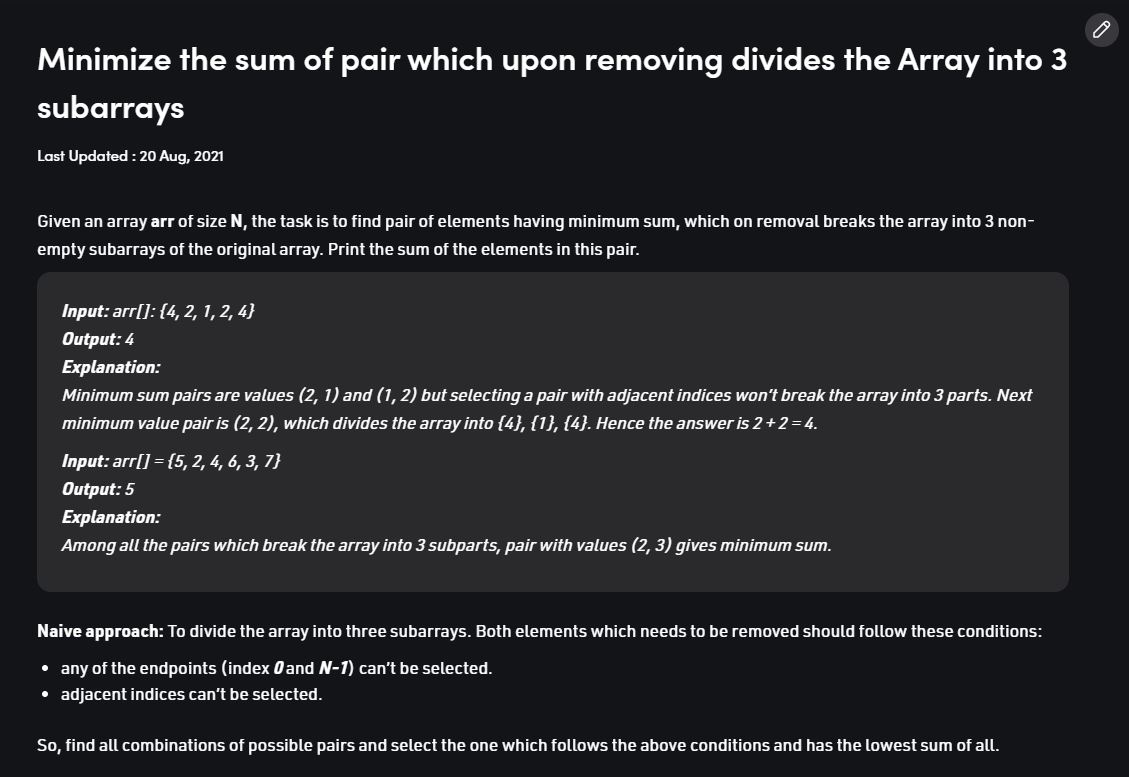 Minimize the sum of pair which upon removing divides the Array into 3
subarrays
Last Updated : 20 Aug, 2021
Given an array arr of size N, the task is to find pair of elements having minimum sum, which on removal breaks the array into 3 non-
empty subarrays of the original array. Print the sum of the elements in this pair.
Input: arr[]: {4, 2, 1, 2, 4}
Output: 4
Explanation:
Minimum sum pairs are values (2, 1) and (1, 2) but selecting a pair with adjacent indices won't break the array into 3 parts. Next
minimum value pair is (2, 2), which divides the array into {4}, {1}, {4}. Hence the answer is 2 + 2 = 4.
Input: arr[] = {5, 2, 4, 6, 3, 7}
Output: 5
Explanation:
Among all the pairs which break the array into 3 subparts, pair with values (2, 3) gives minimum sum.
Naive approach: To divide the array into three subarrays. Both elements which needs to be removed should follow these conditions:
• any of the endpoints (index 0 and N-1) can't be selected.
• adjacent indices can't be selected.
So, find all combinations of possible pairs and select the one which follows the above conditions and has the lowest sum of all.